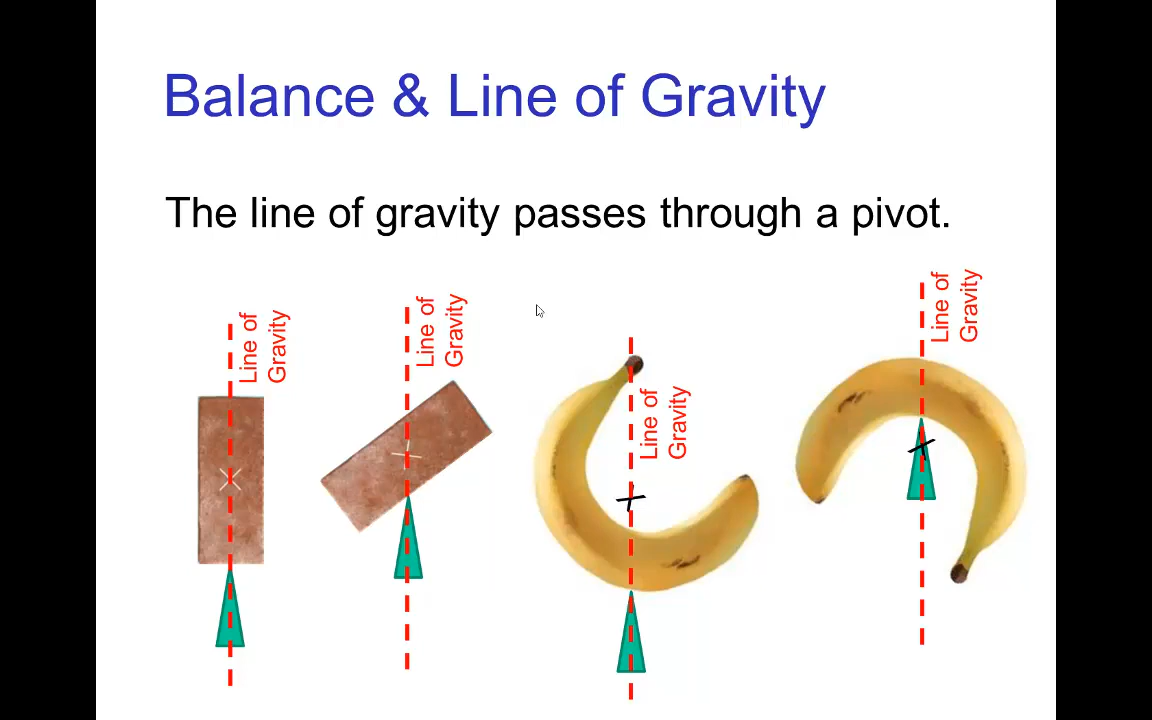 Balance & Line of Gravity
The line of gravity passes through a pivot.
Line of
Gravity
Line of
Gravity
Line of
Gravity
Line of
Gravity